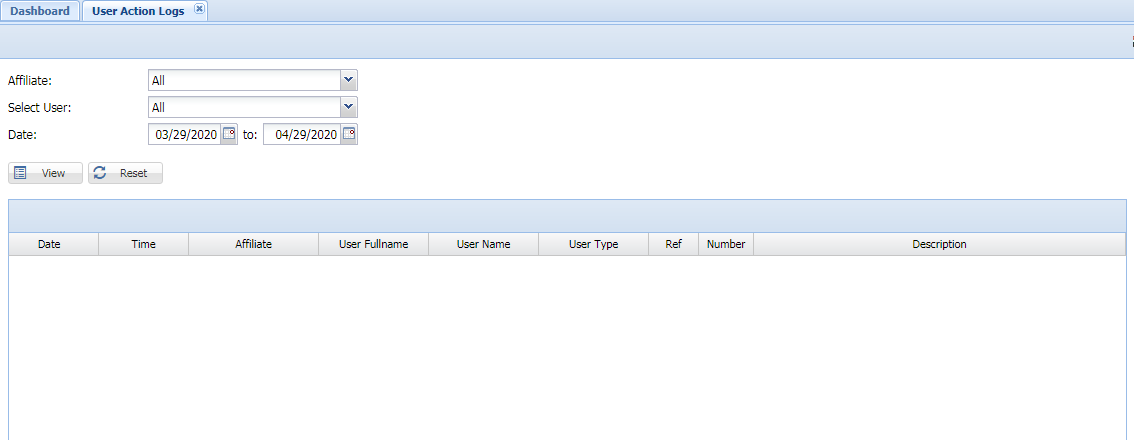 Dashboard User Action Logs
Affiliate: All
Select User: All
Date: 03/29/2020 to: 04/29/2020
View Reset
Date Time Affiliate User Fullname User Name User Type Ref Number Description